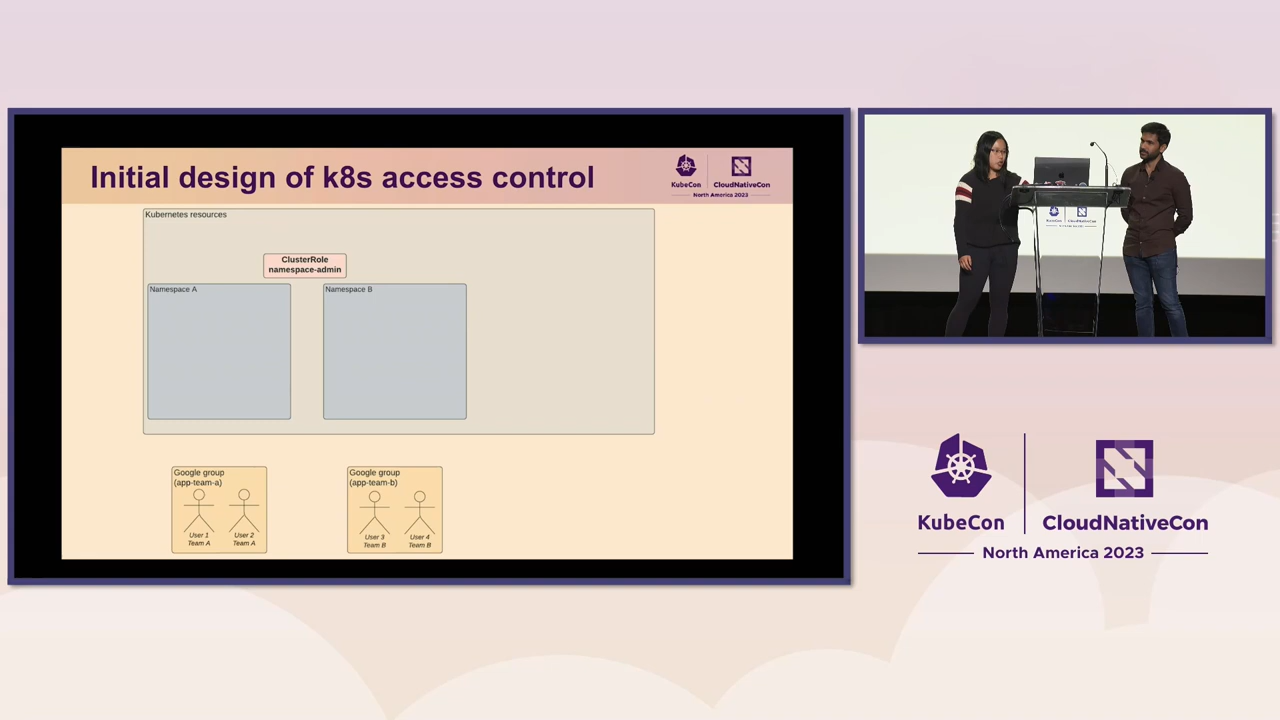 Initial design of k8s access control
KubeCon
CloudNativeCon
North America 2023
Kubernetes resources
ClusterRole
namespace-admin
Namespace A
Namespace B
Google group
(app-team-a)
User 1
Team A
User 2
Team A
Google group
(app-team-b)
User 3
Team B
User 4
Team B
KubeCon
CloudNativeCon
North America 2023